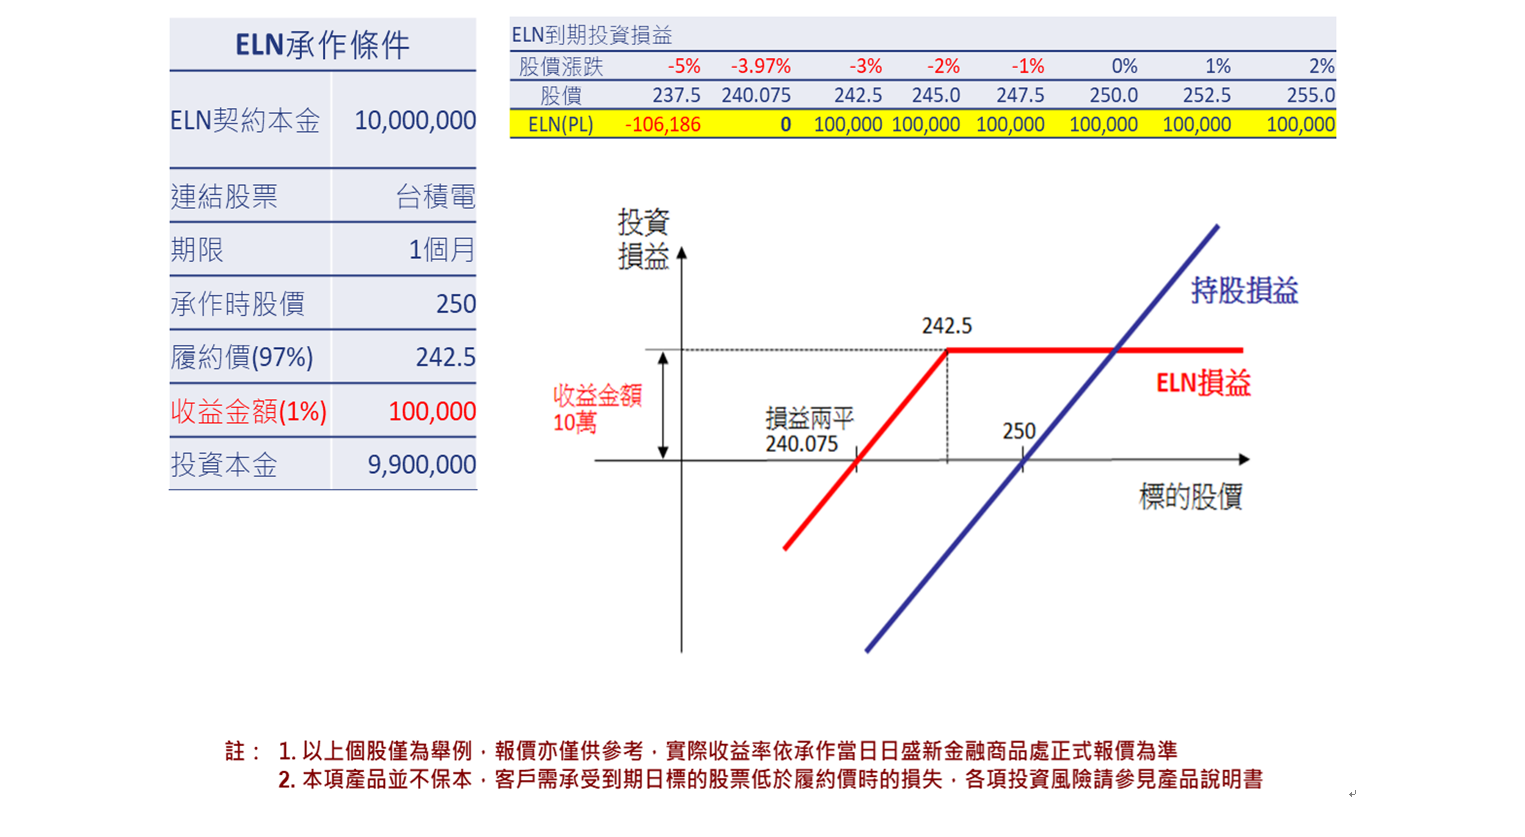 ELN承作條件
ELN契約本金 10,000,000
連結股票 台積電
期限 1個月
承作時股價 250
履約價(97%) 242.5
收益金額(1%) 100,000
投資本金 9,900,000
ELN到期投資損益
股價漲跌 -5% -3.97% -3% -2% -1% 0% 1% 2%
股價 237.5 240.075 242.5 245.0 247.5 250.0 252.5 255.0
ELN(PL) -106,186 0 100,000 100,000 100,000 100,000 100,000 100,000
投資
損益
持股損益
242.5
ELN損益
收益金額
10萬
損益兩平
240.075
250
標的股價
註： 1. 以上個股僅為舉例，報價亦僅供參考，實際收益率依承作當日日盛新金融商品處正式報價為準
2. 本項產品並不保本，客戶需承受到期日標的股票低於履約價時的損失，各項投資風險請參見產品說明書